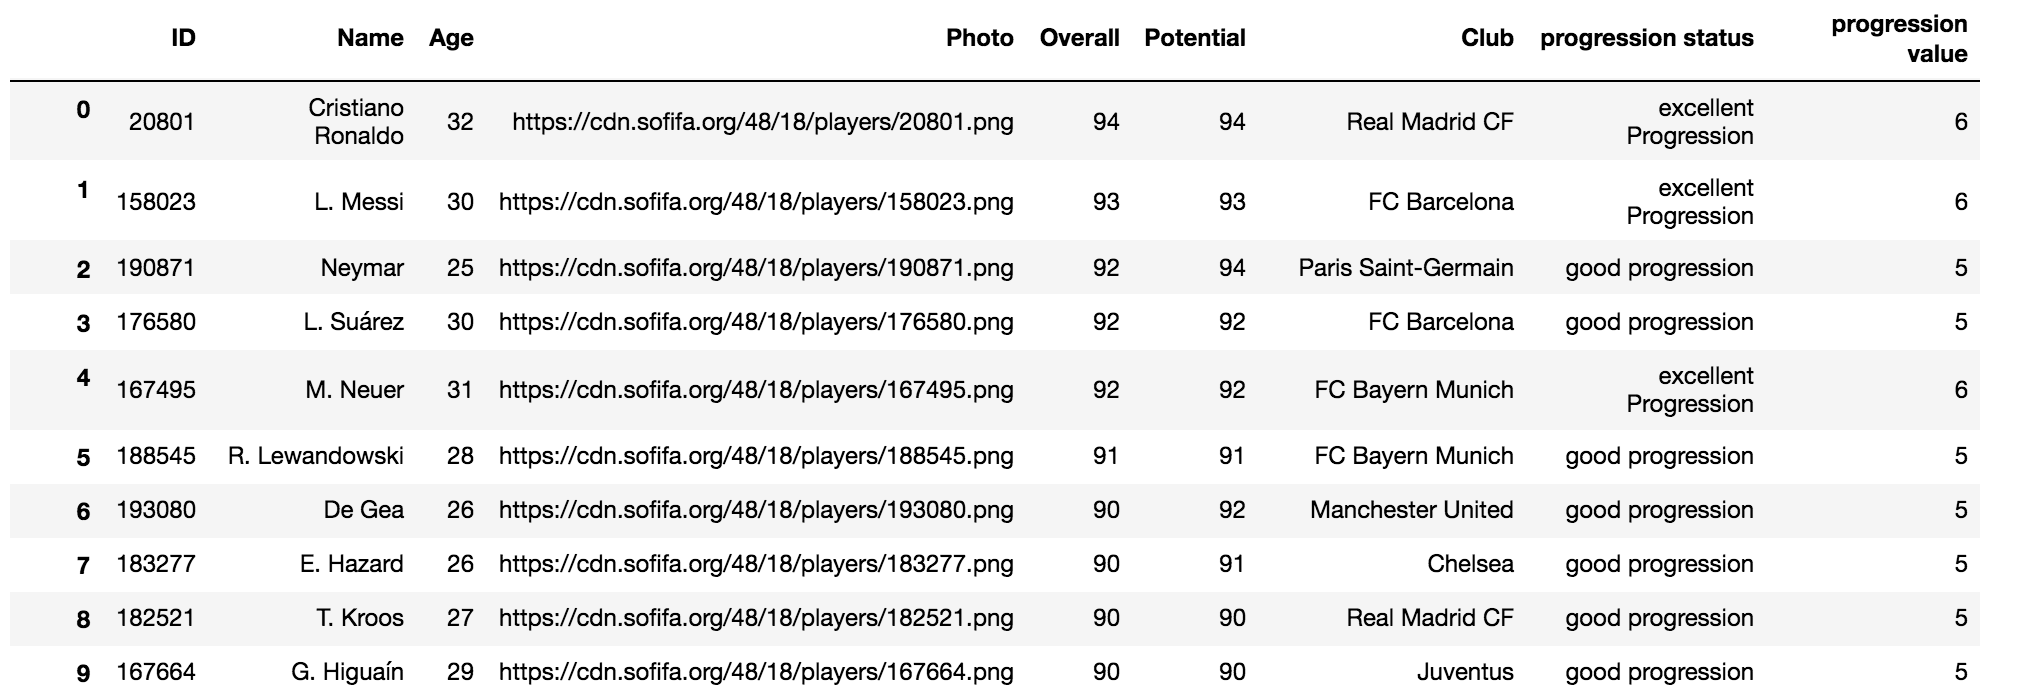 ID Name Age Photo Overall Potential Club progression status progression value
0 20801 Cristiano Ronaldo 32 https://cdn.sofifa.org/48/18/players/20801.png 94 94 Real Madrid CF excellent Progression 6
1 158023 L. Messi 30 https://cdn.sofifa.org/48/18/players/158023.png 93 93 FC Barcelona excellent Progression 6
2 190871 Neymar 25 https://cdn.sofifa.org/48/18/players/190871.png 92 94 Paris Saint-Germain good progression 5
3 176580 L. Suárez 30 https://cdn.sofifa.org/48/18/players/176580.png 92 92 FC Barcelona good progression 5
4 167495 M. Neuer 31 https://cdn.sofifa.org/48/18/players/167495.png 92 92 FC Bayern Munich excellent Progression 6
5 188545 R. Lewandowski 28 https://cdn.sofifa.org/48/18/players/188545.png 91 91 FC Bayern Munich good progression 5
6 193080 De Gea 26 https://cdn.sofifa.org/48/18/players/193080.png 90 92 Manchester United good progression 5
7 183277 E. Hazard 26 https://cdn.sofifa.org/48/18/players/183277.png 90 91 Chelsea good progression 5
8 182521 T. Kroos 27 https://cdn.sofifa.org/48/18/players/182521.png 90 90 Real Madrid CF good progression 5
9 167664 G. Higuaín 29 https://cdn.sofifa.org/48/18/players/167664.png 90 90 Juventus good progression 5